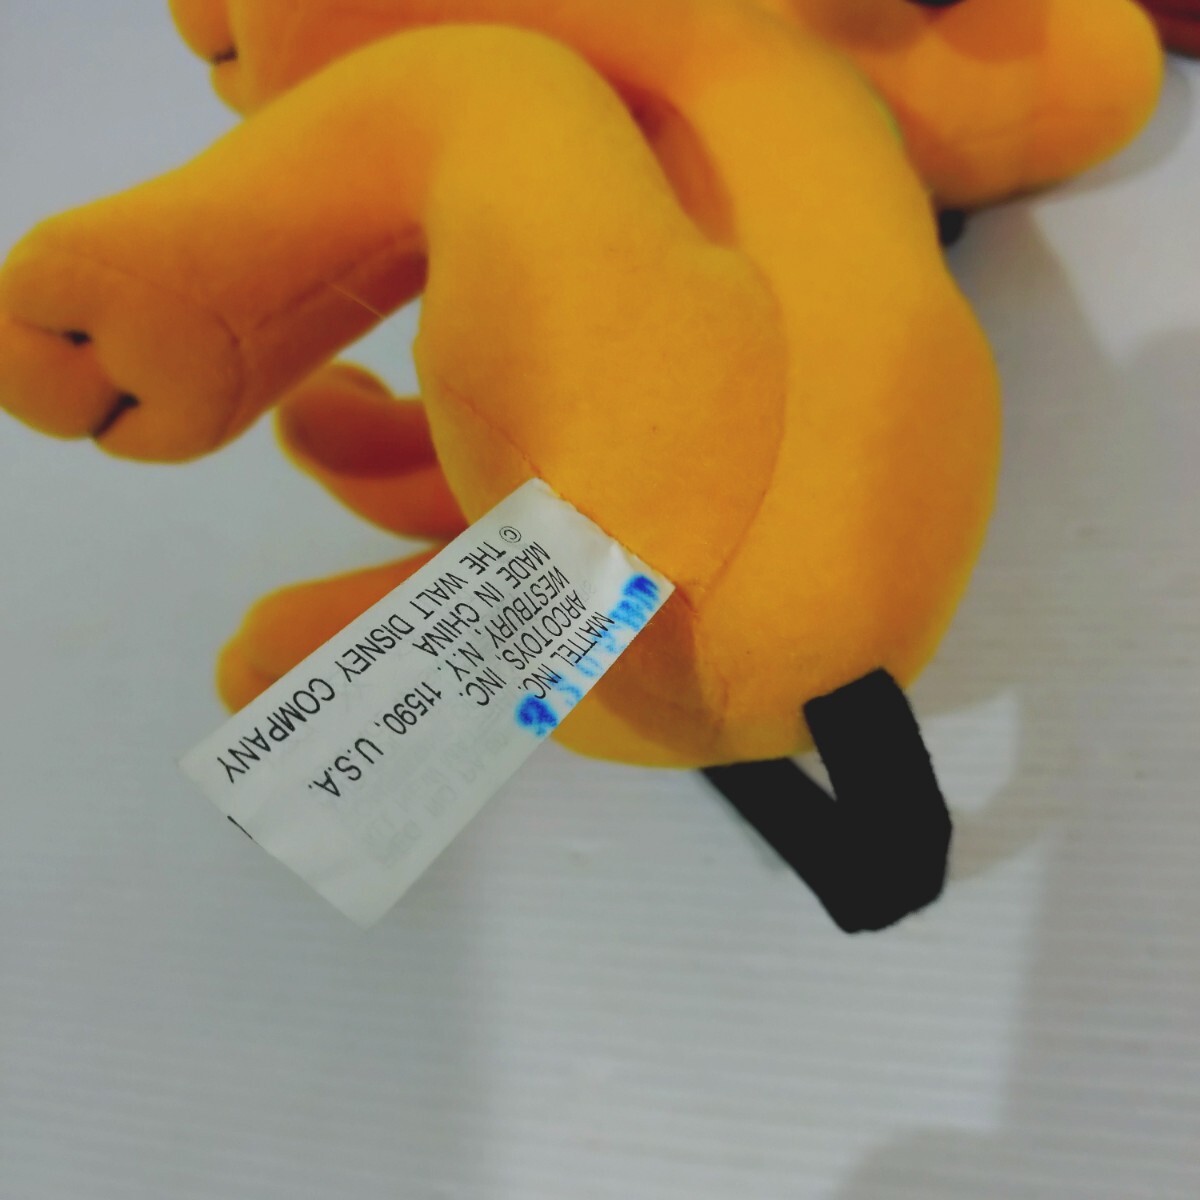 MATTEL INC.
ARCOTOYS, INC.
WESTBURY, N.Y. 11590, U.S.A.
MADE IN CHINA
© THE WALT DISNEY COMPANY